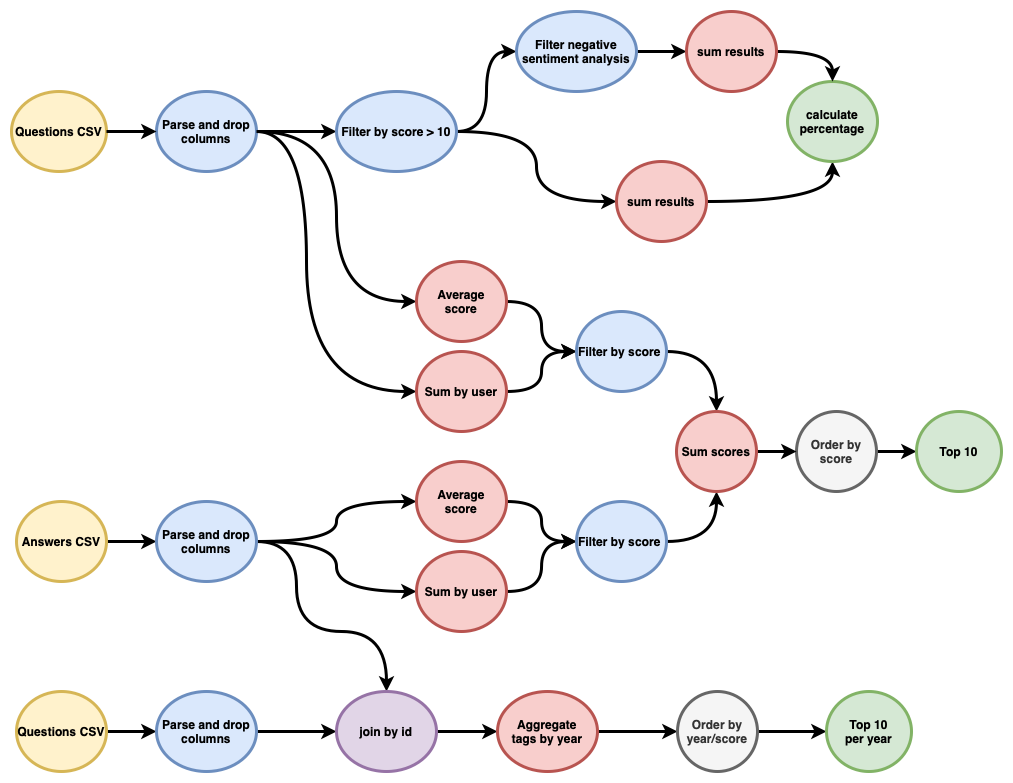 Filter negative
sentiment analysis
sum results
Questions CSV
Parse and drop
columns
Filter by score > 10
calculate
percentage
sum results
Average
score
Filter by score
Sum by user
Sum scores
Order by
score
Top 10
Average
score
Answers CSV
Parse and drop
columns
Filter by score
Sum by user
Questions CSV
Parse and drop
columns
join by id
Aggregate
tags by year
Order by
year/score
Top 10
per year